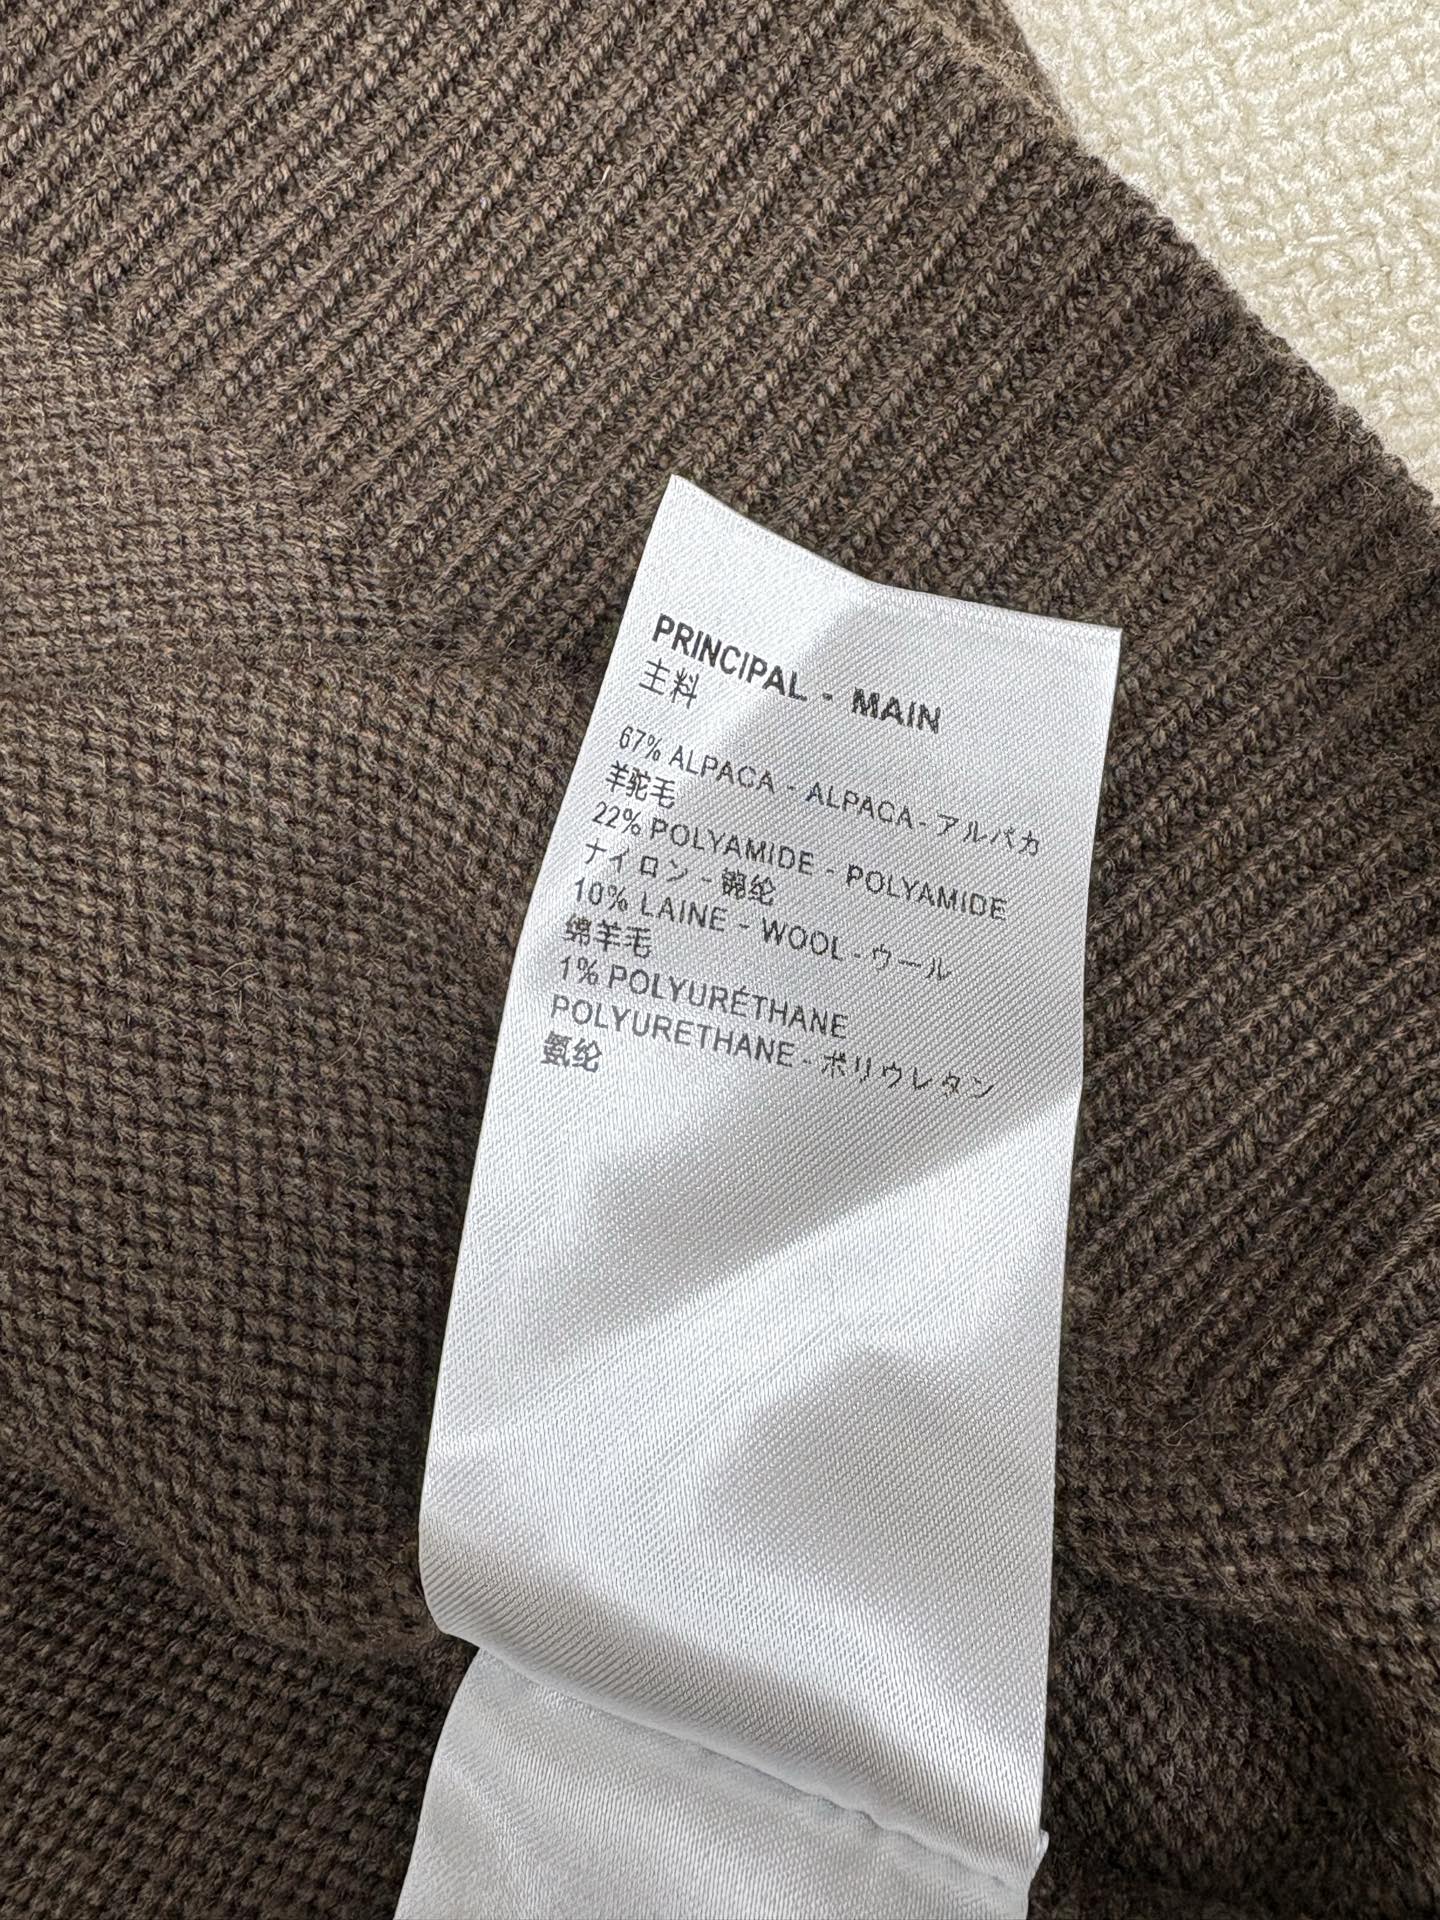 PRINCIPAL - MAIN
主料
67% ALPACA - ALPACA - アルパカ
羊驼毛
22% POLYAMIDE - POLYAMIDE
ナイロン - 锦纶
10% LAINE - WOOL - ウール
绵羊毛
1% POLYURÉTHANE
POLYURETHANE - ポリウレタン
氨纶